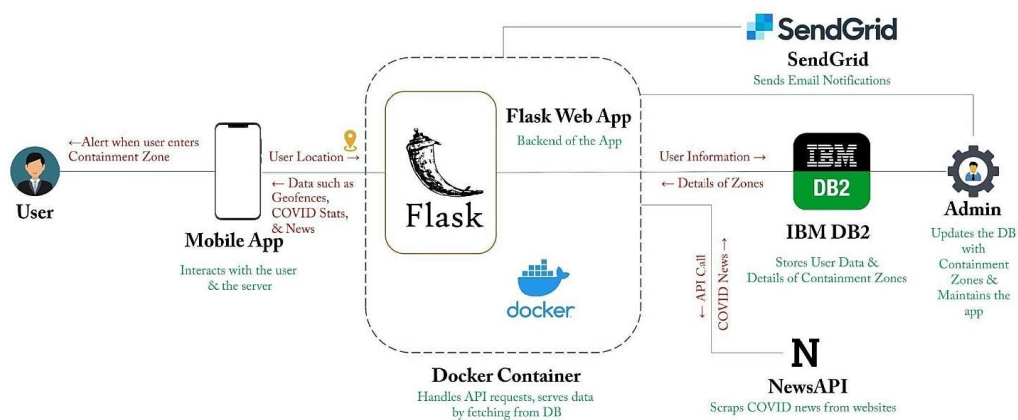 SendGrid
SendGrid
Sends Email Notifications
←Alert when user enters
Containment Zone
User
User Location →
← Data such as
Geofences,
COVID Stats,
& News
Mobile App
Interacts with the user
& the server
Flask
Flask Web App
Backend of the App
docker
Docker Container
Handles API requests, serves data
by fetching from DB
User Information →
← Details of Zones
IBM
DB2
IBM DB2
Stores User Data &
Details of Containment Zones
Admin
Updates the DB
with
Containment
Zones &
Maintains the
app
← API Call
COVID News →
N
NewsAPI
Scraps COVID news from websites